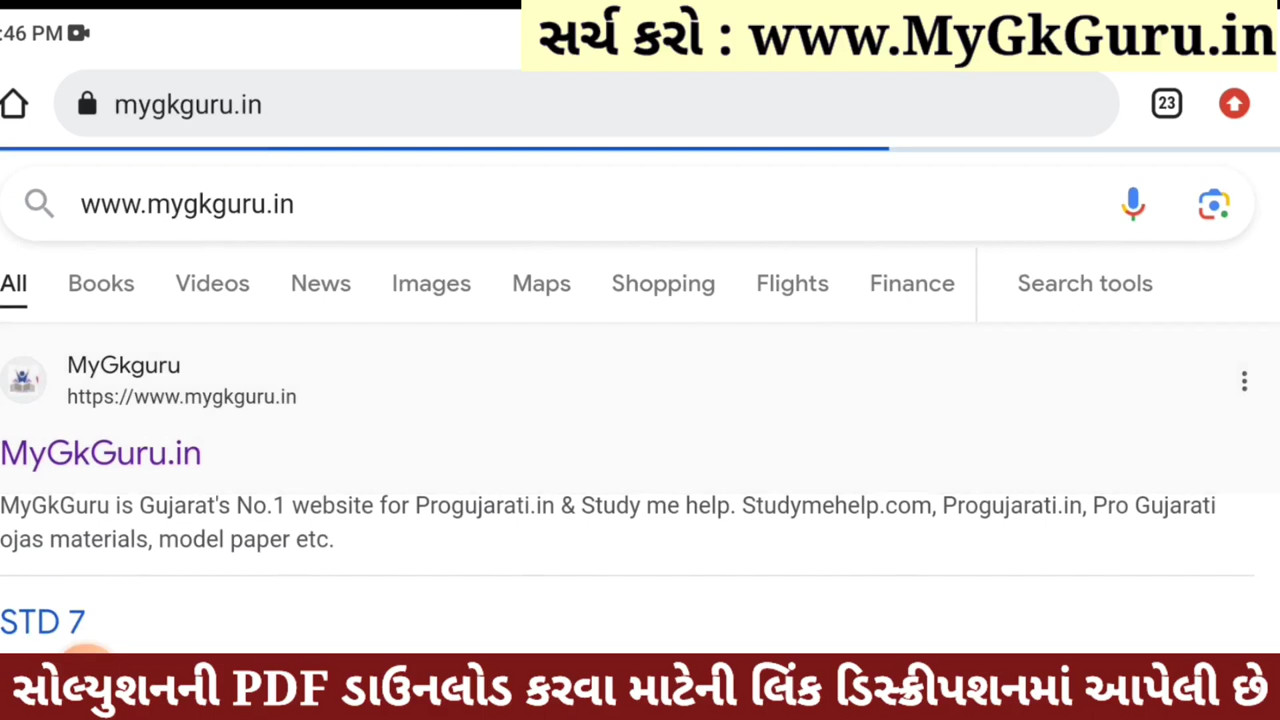 :46 PM
સર્ચ કરો : www.MyGkGuru.in
mygkguru.in
23
www.mygkguru.in
All Books Videos News Images Maps Shopping Flights Finance Search tools
MyGkguru
https://www.mygkguru.in
MyGkGuru.in
MyGkGuru is Gujarat's No.1 website for Progujarati.in & Study me help. Studymehelp.com, Progujarati.in, Pro Gujarati
ojas materials, model paper etc.
STD 7
સોલ્યુશનની PDF ડાઉનલોડ કરવા માટેની લિંક ડિસ્ક્રીપશનમાં આપેલી છે